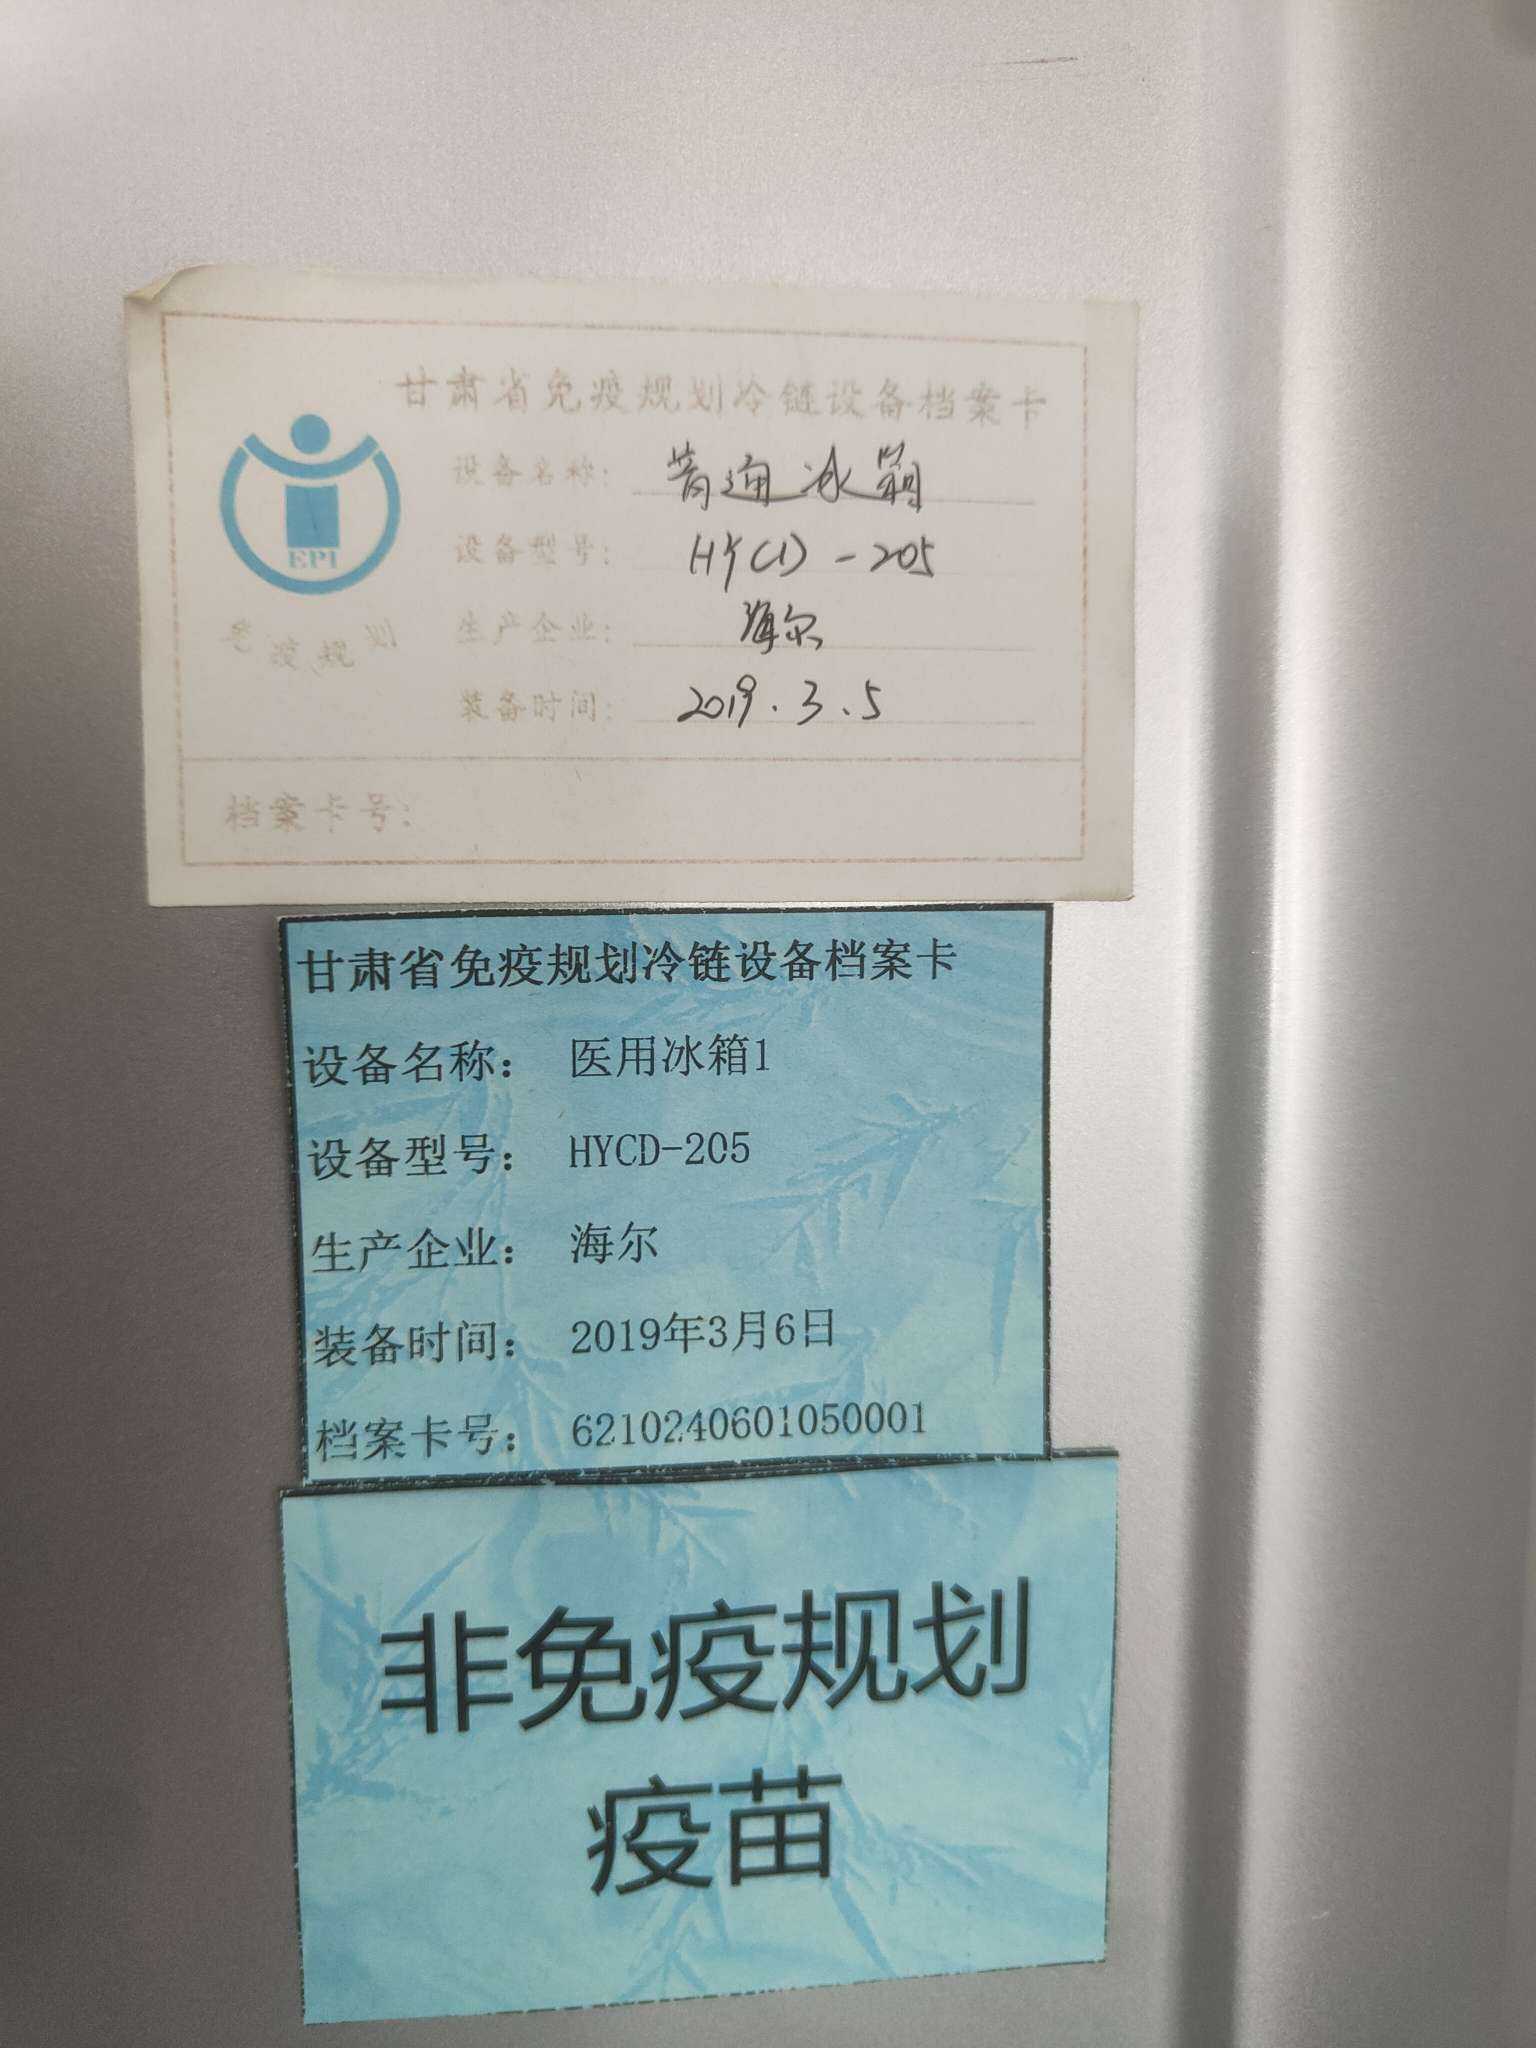 甘肃省免疫规划冷链设备档案卡
设备名称: 普通冰箱
设备型号: HYCD-205
生产企业: 海尔
装备时间: 2019.3.5
EPI
免疫规划
档案卡号:
甘肃省免疫规划冷链设备档案卡
设备名称: 医用冰箱1
设备型号: HYCD-205
生产企业: 海尔
装备时间: 2019年3月6日
档案卡号: 6210240601050001
非免疫规划
疫苗